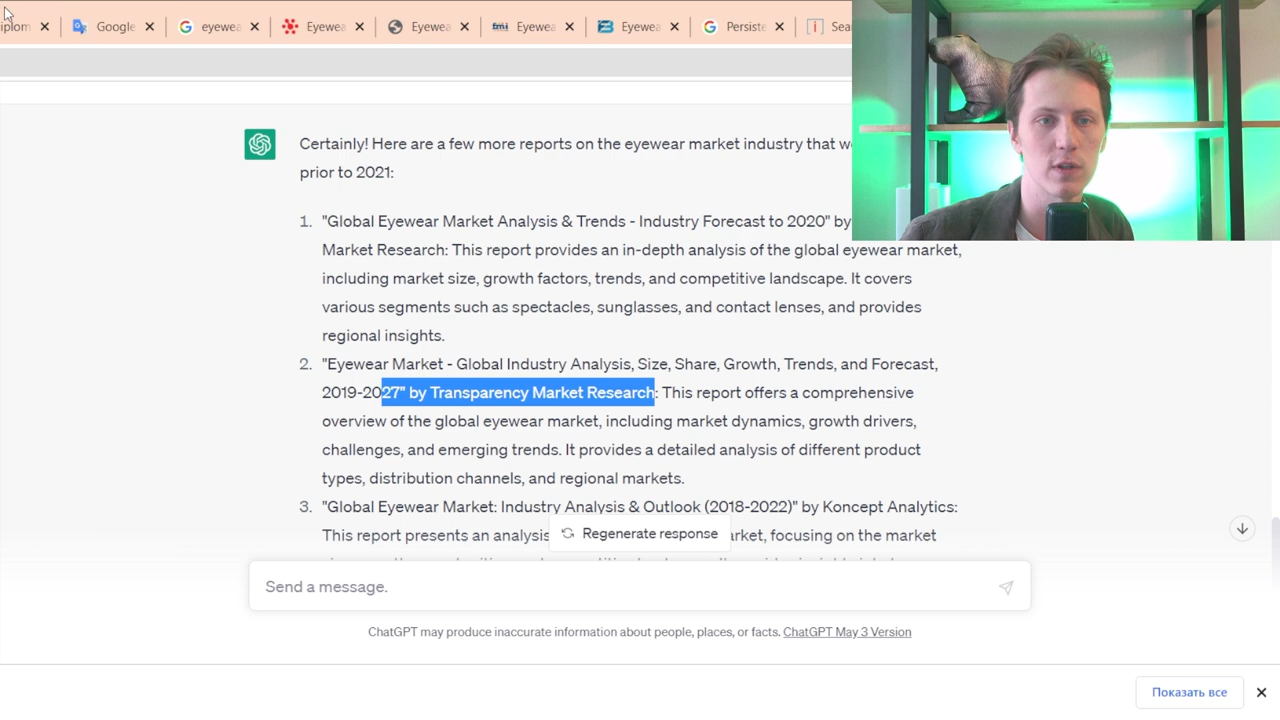 iplom
Google
eyewea
Eyewea
Eyewea
fmi Eyewea
Eyewea
Persiste
Sea
Certainly! Here are a few more reports on the eyewear market industry that w
prior to 2021:
1. "Global Eyewear Market Analysis & Trends - Industry Forecast to 2020" by
Market Research: This report provides an in-depth analysis of the global eyewear market,
including market size, growth factors, trends, and competitive landscape. It covers
various segments such as spectacles, sunglasses, and contact lenses, and provides
regional insights.
2. "Eyewear Market - Global Industry Analysis, Size, Share, Growth, Trends, and Forecast,
2019-2027" by Transparency Market Research: This report offers a comprehensive
overview of the global eyewear market, including market dynamics, growth drivers,
challenges, and emerging trends. It provides a detailed analysis of different product
types, distribution channels, and regional markets.
3. "Global Eyewear Market: Industry Analysis & Outlook (2018-2022)" by Koncept Analytics:
This report presents an analysis rket, focusing on the market
Regenerate response
Send a message.
ChatGPT may produce inaccurate information about people, places, or facts. ChatGPT May 3 Version
Показать все